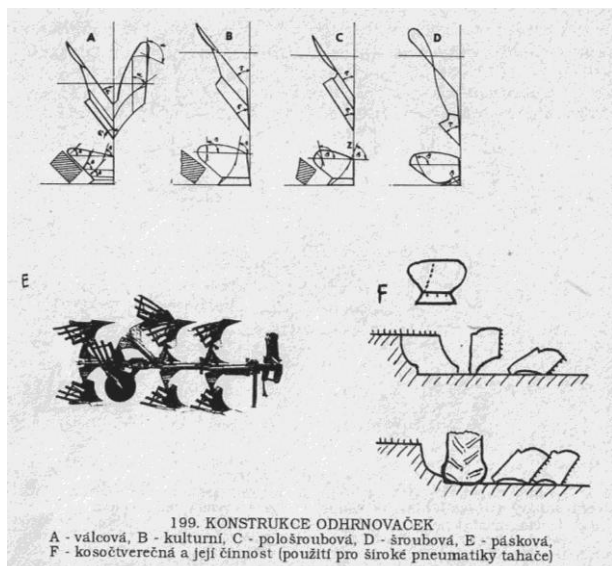 A B C D
E
F
199. KONSTRUKCE ODHRNOVAČEK
A - válcová, B - kulturní, C - pološroubová, D - šroubová, E - pásková,
F - kosočtverečná a její činnost (použití pro široké pneumatiky tahače)